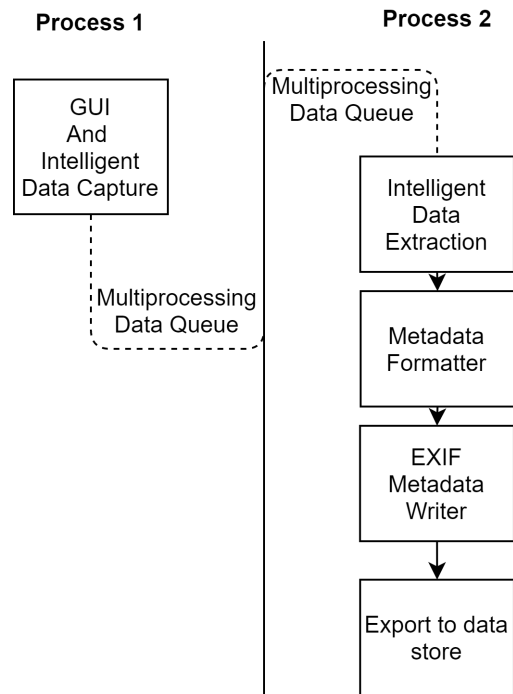 Process 1
Process 2
GUI
And
Intelligent
Data Capture
Multiprocessing
Data Queue
Multiprocessing
Data Queue
Intelligent
Data
Extraction
Metadata
Formatter
EXIF
Metadata
Writer
Export to data
store